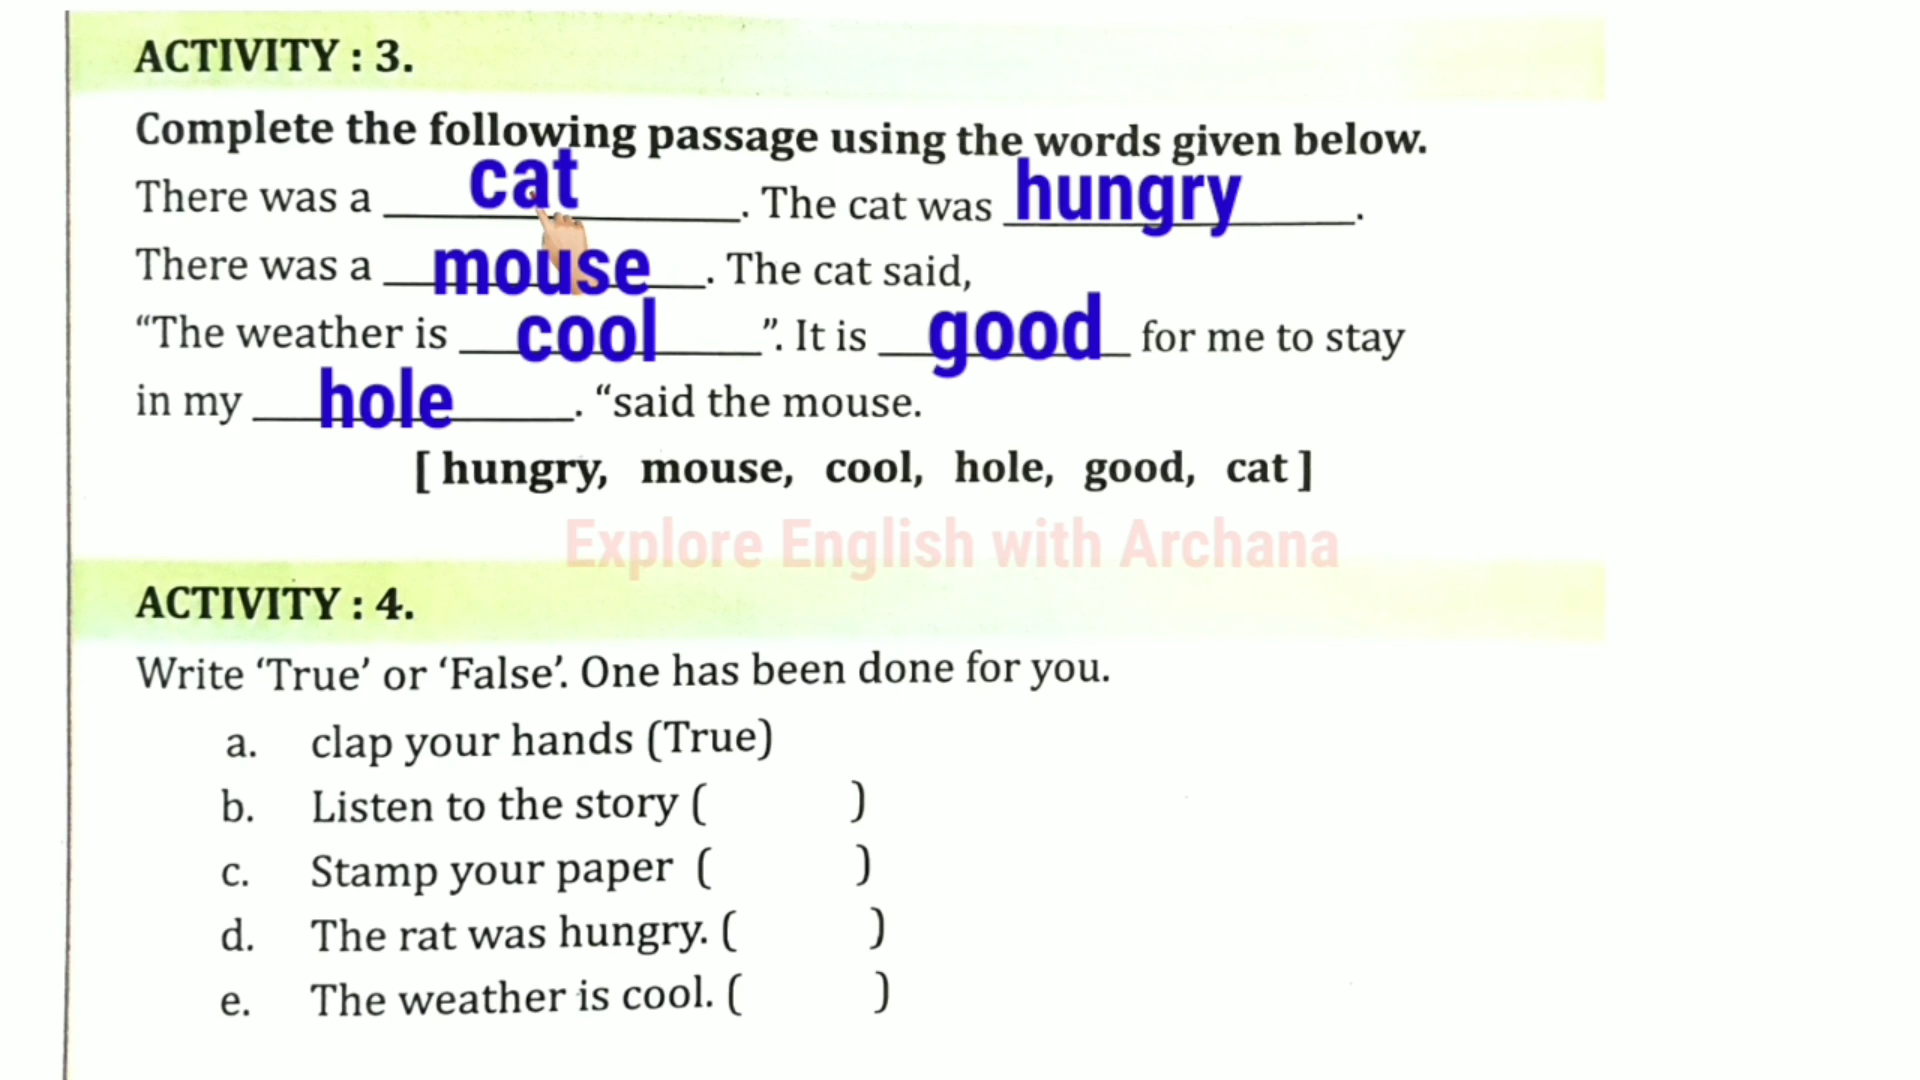 ACTIVITY : 3.
Complete the following passage using the words given below.
There was a cat. The cat was hungry.
There was a mouse. The cat said,
“The weather is cool”. It is good for me to stay
in my hole. “said the mouse.
[ hungry, mouse, cool, hole, good, cat ]
Explore English with Archana
ACTIVITY : 4.
Write ‘True’ or ‘False’. One has been done for you.
a. clap your hands (True)
b. Listen to the story ( )
c. Stamp your paper ( )
d. The rat was hungry. ( )
e. The weather is cool. ( )